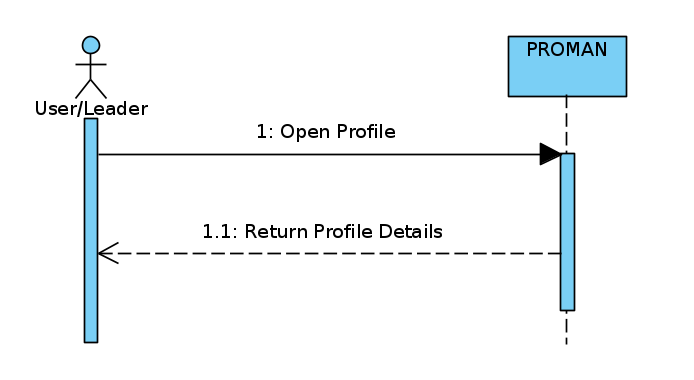 PROMAN
User/Leader
1: Open Profile
1.1: Return Profile Details